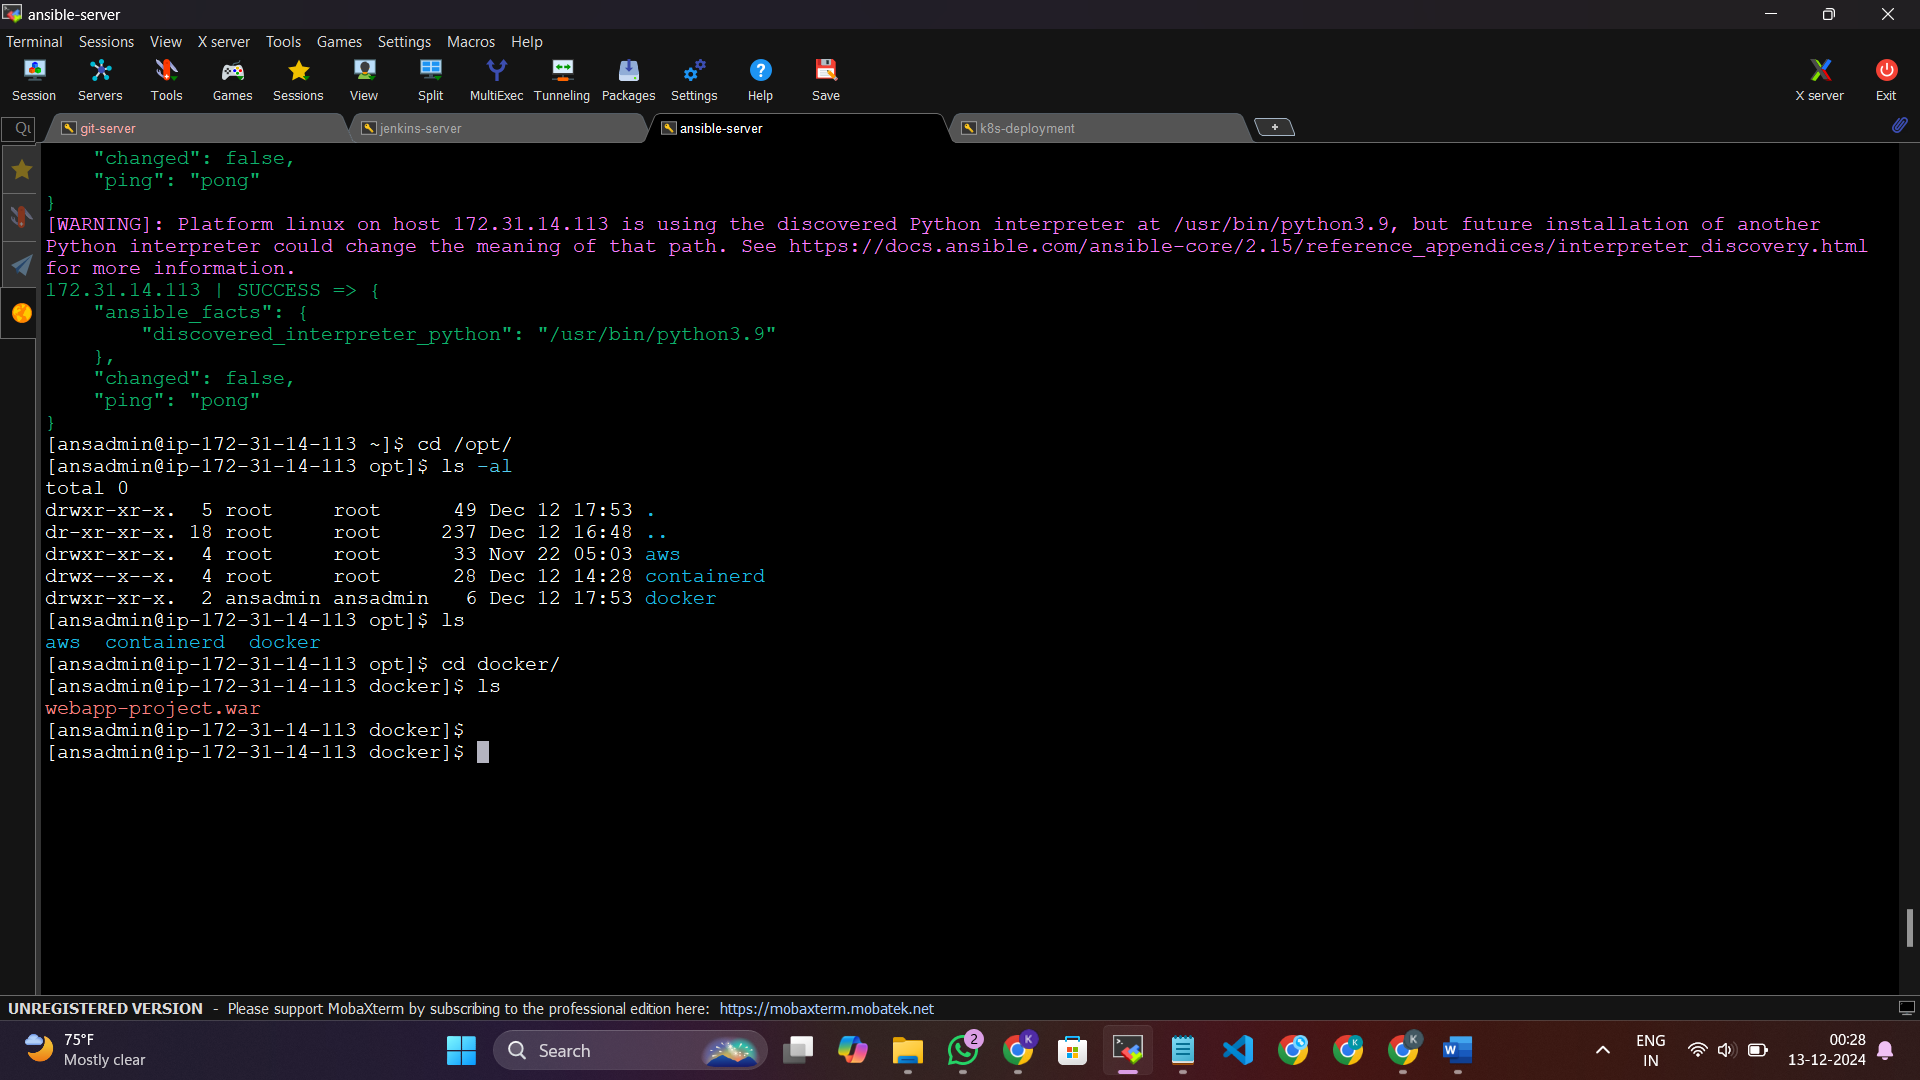 ansible-server
Terminal Sessions View X server Tools Games Settings Macros Help
Session Servers Tools Games Sessions View Split MultiExec Tunneling Packages Settings Help Save X server Exit
git-server jenkins-server ansible-server k8s-deployment
    "changed": false,
    "ping": "pong"
}
[WARNING]: Platform linux on host 172.31.14.113 is using the discovered Python interpreter at /usr/bin/python3.9, but future installation of another
Python interpreter could change the meaning of that path. See https://docs.ansible.com/ansible-core/2.15/reference_appendices/interpreter_discovery.html
for more information.
172.31.14.113 | SUCCESS => {
    "ansible_facts": {
        "discovered_interpreter_python": "/usr/bin/python3.9"
    },
    "changed": false,
    "ping": "pong"
}
[ansadmin@ip-172-31-14-113 ~]$ cd /opt/
[ansadmin@ip-172-31-14-113 opt]$ ls -al
total 0
drwxr-xr-x.  5 root     root      49 Dec 12 17:53 .
dr-xr-xr-x. 18 root     root     237 Dec 12 16:48 ..
drwxr-xr-x.  4 root     root      33 Nov 22 05:03 aws
drwx--x--x.  4 root     root      28 Dec 12 14:28 containerd
drwxr-xr-x.  2 ansadmin ansadmin   6 Dec 12 17:53 docker
[ansadmin@ip-172-31-14-113 opt]$ ls
aws  containerd  docker
[ansadmin@ip-172-31-14-113 opt]$ cd docker/
[ansadmin@ip-172-31-14-113 docker]$ ls
webapp-project.war
[ansadmin@ip-172-31-14-113 docker]$
[ansadmin@ip-172-31-14-113 docker]$
UNREGISTERED VERSION - Please support MobaXterm by subscribing to the professional edition here: https://mobaxterm.mobatek.net
75°F
Mostly clear
Search
2
K
K
K
ENG
IN
00:28
13-12-2024